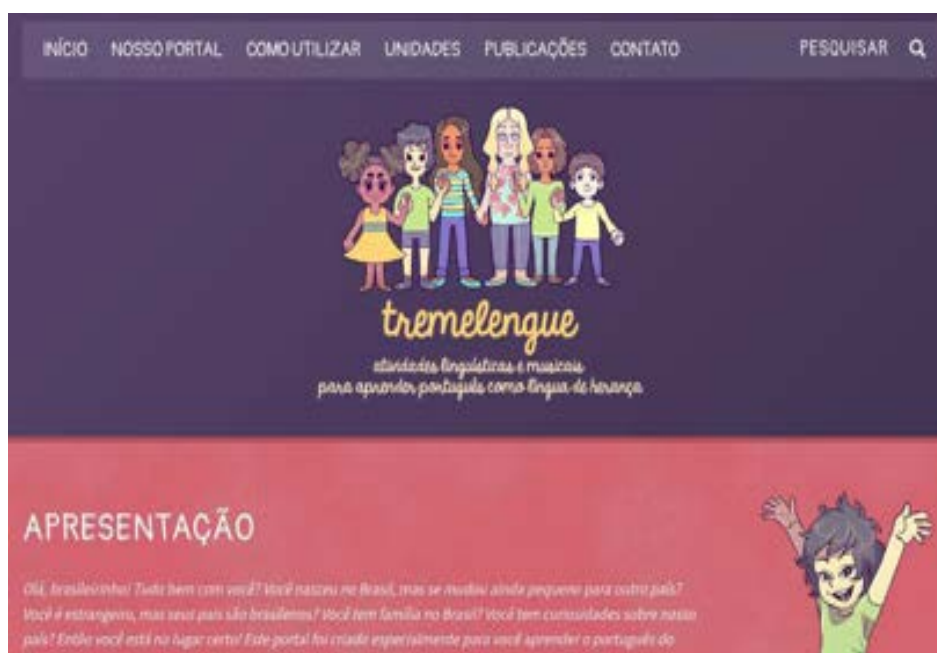 INÍCIO NOSSO PORTAL COMO UTILIZAR UNIDADES PUBLICAÇÕES CONTATO PESQUISAR
tremelengue
atividades linguísticas e musicais
para aprender português como língua de herança
APRESENTAÇÃO
Olá, brasileirinho! Tudo bem com você? Você nasceu no Brasil, mas se mudou ainda pequeno para outro país?
Você é estrangeiro, mas seus pais são brasileiros? Você tem família no Brasil? Você tem curiosidades sobre nosso
país? Então você está no lugar certo! Este portal foi criado especialmente para você aprender o português do